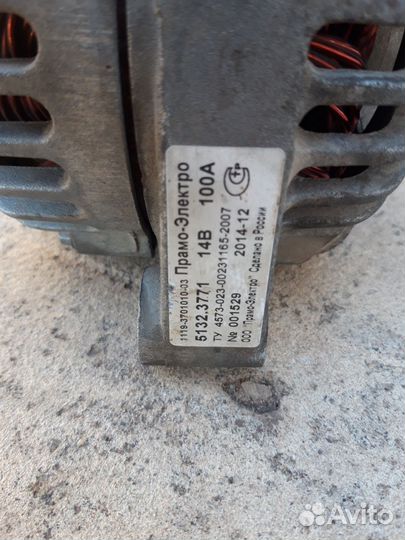 1119-3701010-03 Прамо-Электро
5132.3771 14В 100А
ТУ 4573-023-00231165-2007
№ 001529 2014-12
ООО "Прамо-Электро" Сделано в России
Avito